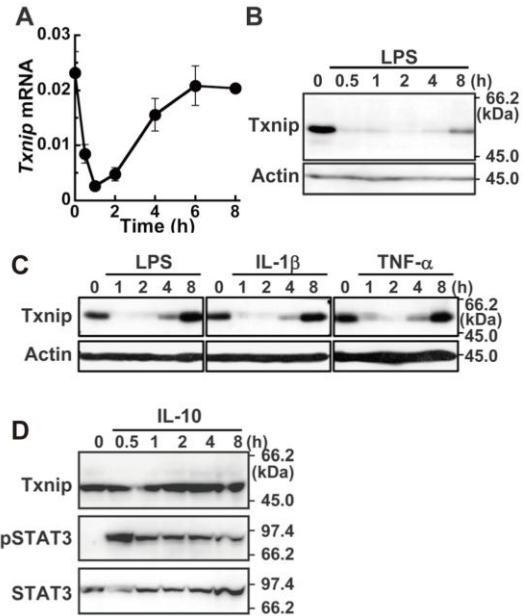 A
0.03
0.02
0.01
0
Txnip mRNA
0 2 4 6 8
Time (h)
B
LPS
0 0.5 1 2 4 8 (h)
Txnip
66.2
(kDa)
45.0
Actin
45.0
C
LPS IL-1β TNF-α
0 1 2 4 8 0 1 2 4 8 0 1 2 4 8 (h)
Txnip
66.2
(kDa)
45.0
Actin
45.0
D
IL-10
0 0.5 1 2 4 8 (h)
66.2
(kDa)
Txnip
45.0
pSTAT3
97.4
66.2
STAT3
97.4
66.2